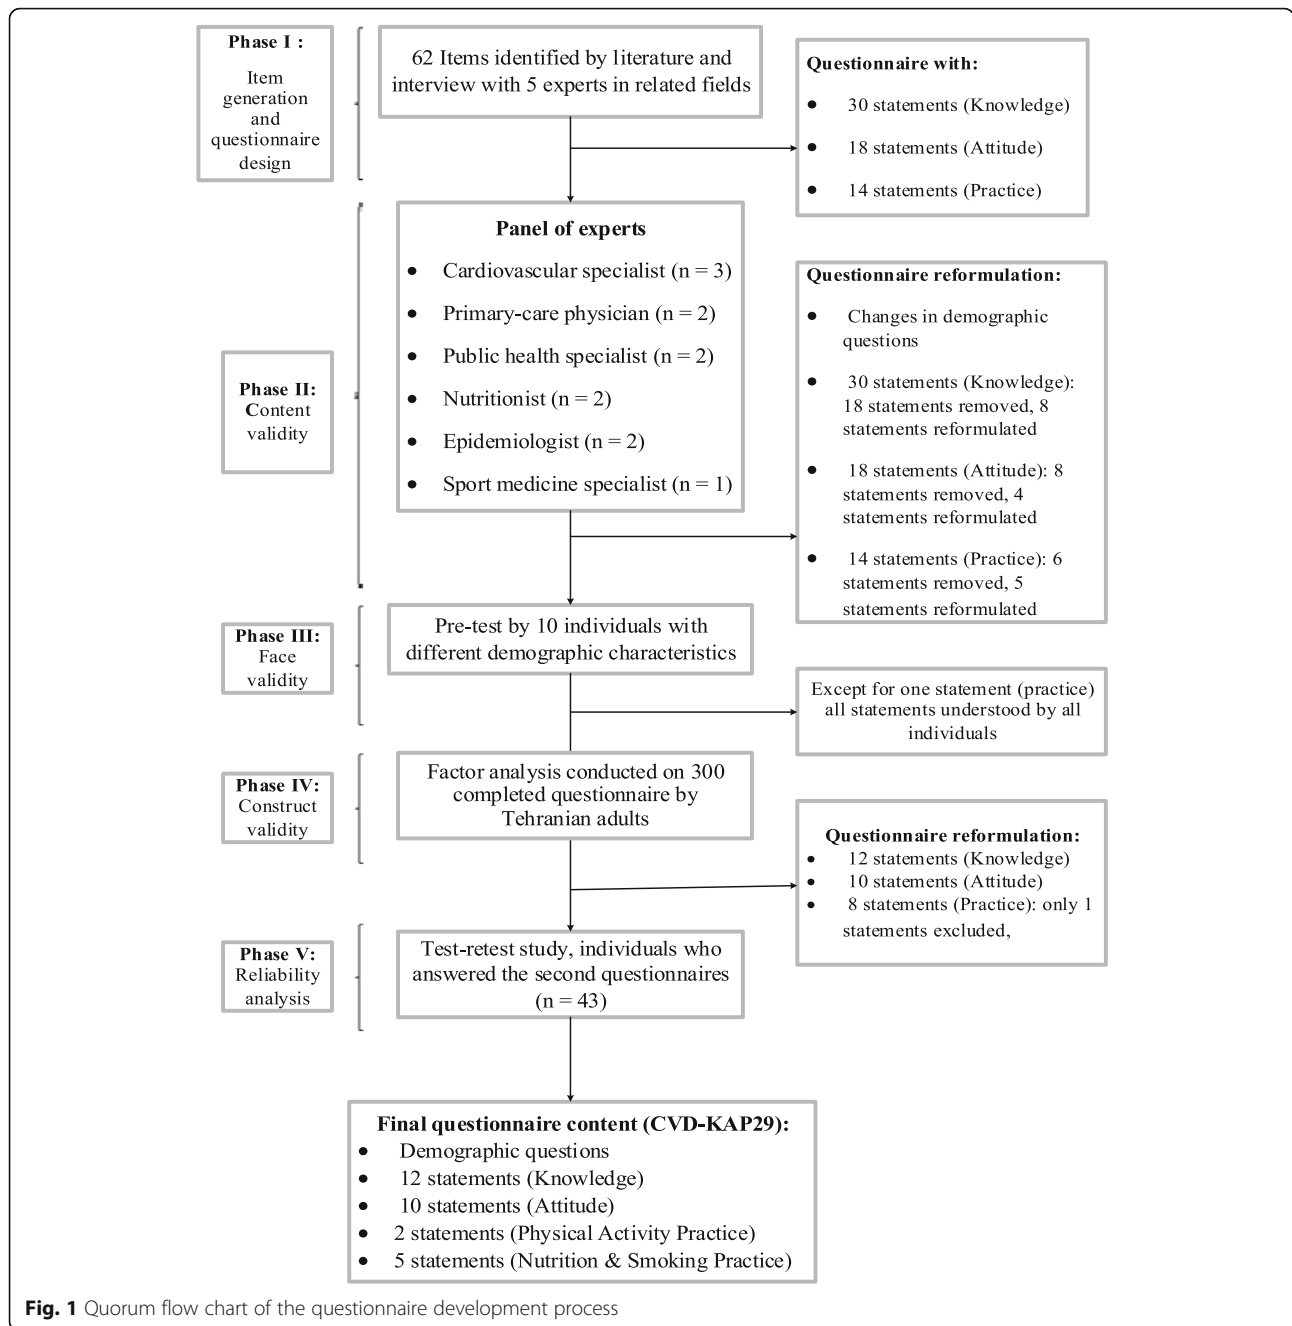 Phase I :
Item
generation
and
questionnaire
design
62 Items identified by literature and
interview with 5 experts in related fields
Questionnaire with:
• 30 statements (Knowledge)
• 18 statements (Attitude)
• 14 statements (Practice)
Phase II:
Content
validity
Panel of experts
• Cardiovascular specialist (n = 3)
• Primary-care physician (n = 2)
• Public health specialist (n = 2)
• Nutritionist (n = 2)
• Epidemiologist (n = 2)
• Sport medicine specialist (n = 1)
Questionnaire reformulation:
• Changes in demographic
questions
• 30 statements (Knowledge):
18 statements removed, 8
statements reformulated
• 18 statements (Attitude): 8
statements removed, 4
statements reformulated
• 14 statements (Practice): 6
statements removed, 5
statements reformulated
Phase III:
Face
validity
Pre-test by 10 individuals with
different demographic characteristics
Except for one statement (practice)
all statements understood by all
individuals
Phase IV:
Construct
validity
Factor analysis conducted on 300
completed questionnaire by
Tehranian adults
Questionnaire reformulation:
• 12 statements (Knowledge)
• 10 statements (Attitude)
• 8 statements (Practice): only 1
statements excluded,
Phase V:
Reliability
analysis
Test-retest study, individuals who
answered the second questionnaires
(n = 43)
Final questionnaire content (CVD-KAP29):
• Demographic questions
• 12 statements (Knowledge)
• 10 statements (Attitude)
• 2 statements (Physical Activity Practice)
• 5 statements (Nutrition & Smoking Practice)
Fig. 1 Quorum flow chart of the questionnaire development process